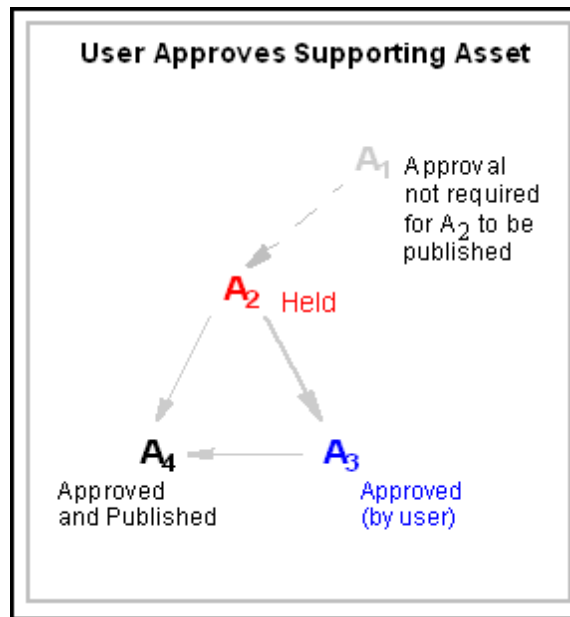 User Approves Supporting Asset
A1 Approval
not required
for A2 to be
published
A2 Held
A4
A3
Approved
and Published
Approved
(by user)